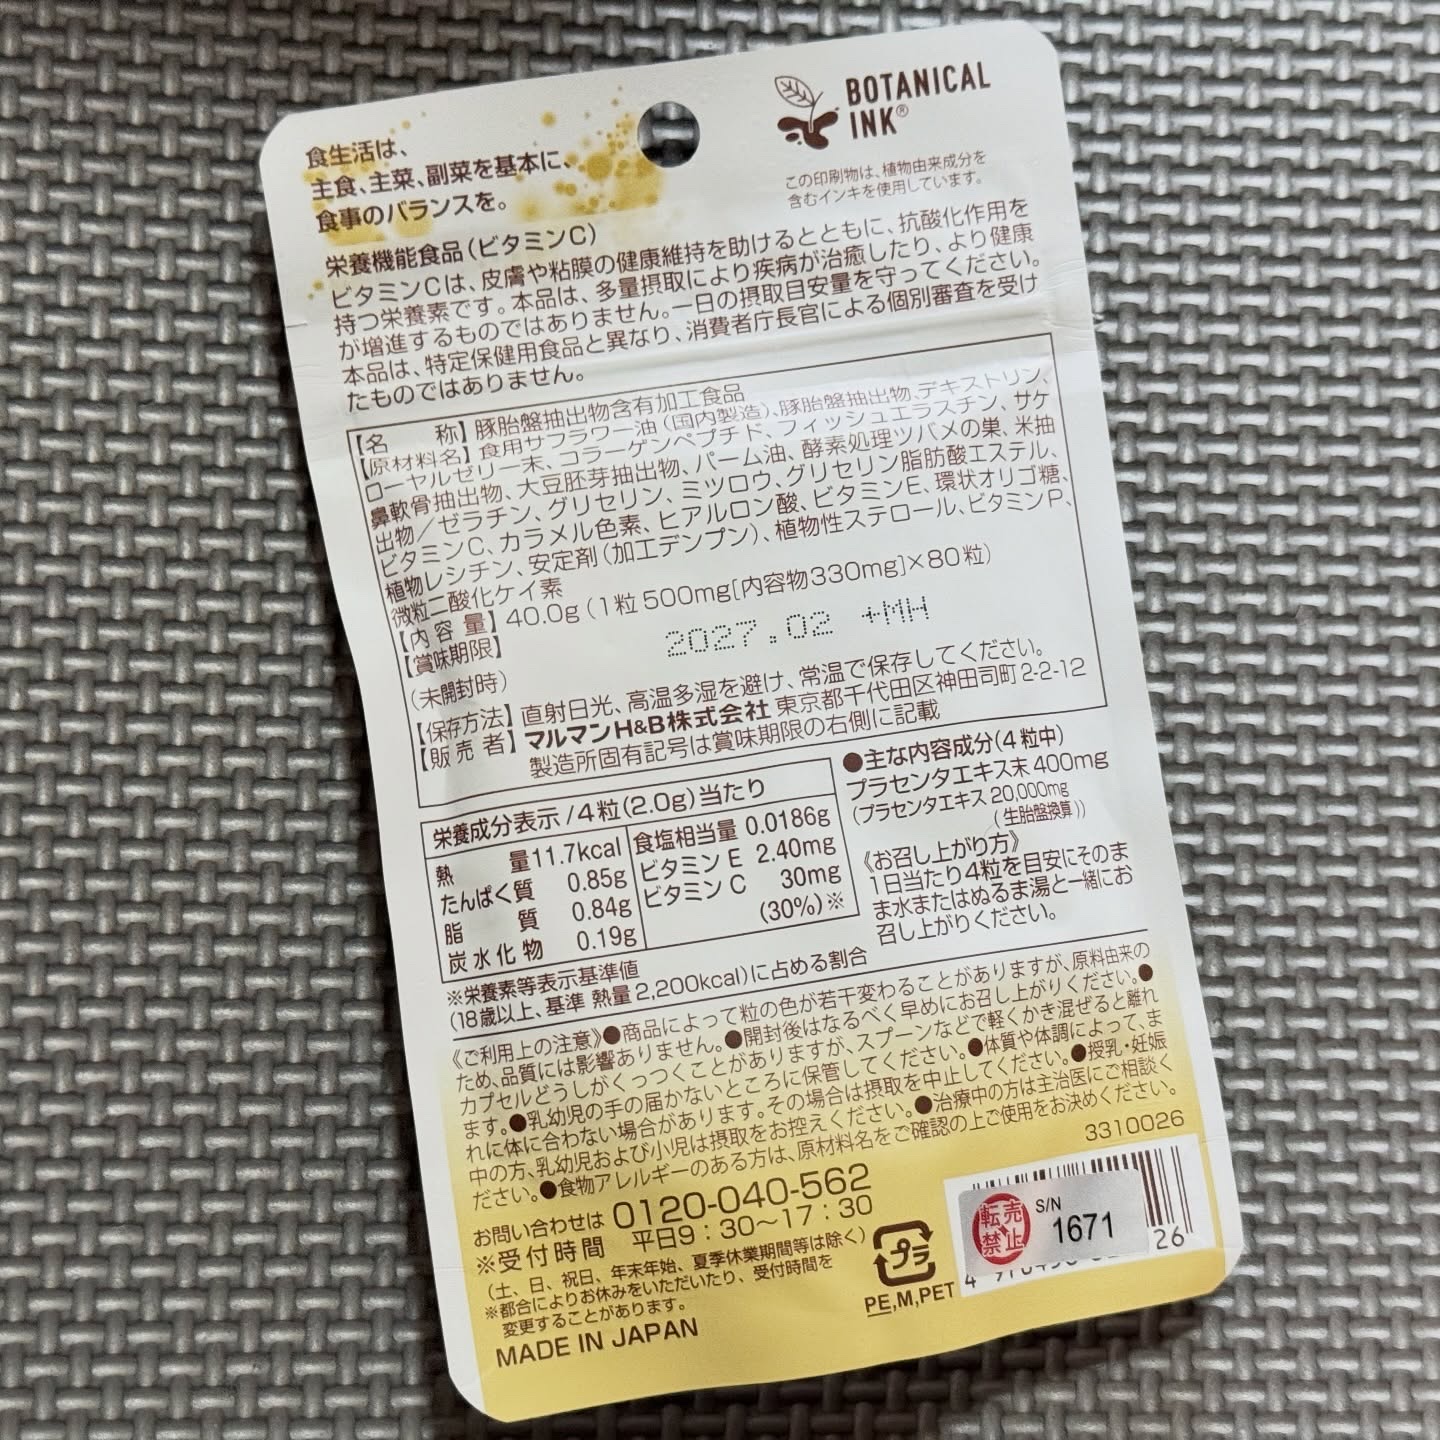 食生活は、
主食、主菜、副菜を基本に、
食事のバランスを。
BOTANICAL
INK®
この印刷物は、植物由来成分を
含むインキを使用しています。
栄養機能食品(ビタミンC)
ビタミンCは、皮膚や粘膜の健康維持を助けるとともに、抗酸化作用を
持つ栄養素です。本品は、多量摂取により疾病が治癒したり、より健康
が増進するものではありません。一日の摂取目安量を守ってください。
本品は、特定保健用食品と異なり、消費者庁長官による個別審査を受け
たものではありません。
【名 称】豚胎盤抽出物含有加工食品
【原材料名】食用サフラワー油(国内製造)、豚胎盤抽出物、デキストリン、
ローヤルゼリー末、コラーゲンペプチド、フィッシュエラスチン、サケ
鼻軟骨抽出物、大豆胚芽抽出物、パーム油、酵素処理ツバメの巣、米抽
出物/ゼラチン、グリセリン、ミツロウ、グリセリン脂肪酸エステル、
ビタミンC、カラメル色素、ヒアルロン酸、ビタミンE、環状オリゴ糖、
植物レシチン、安定剤(加工デンプン)、植物性ステロール、ビタミンP、
微粒二酸化ケイ素
【内容量】40.0g(1粒500mg[内容物330mg]×80粒)
【賞味期限】
(未開封時)
2027.02 +MH
【保存方法】直射日光、高温多湿を避け、常温で保存してください。
【販売者】マルマンH&B株式会社 東京都千代田区神田司町2-2-12
製造所固有記号は賞味期限の右側に記載
栄養成分表示/4粒(2.0g)当たり
熱量 11.7kcal
たんぱく質 0.85g
脂質 0.84g
炭水化物 0.19g
食塩相当量 0.0186g
ビタミンE 2.40mg
ビタミンC 30mg
(30%)※
※栄養素等表示基準値
(18歳以上、基準 熱量2,200kcal)に占める割合
●主な内容成分(4粒中)
プラセンタエキス末 400mg
(プラセンタエキス 20,000mg
(生胎盤換算))
《お召し上がり方》
1日当たり4粒を目安にそのま
ま水またはぬるま湯と一緒にお
召し上がりください。
《ご利用上の注意》●商品によって粒の色が若干変わることがありますが、原料由来の
ため、品質には影響ありません。●開封後はなるべく早めにお召し上がりください。●
カプセルどうしがくっつくことがありますが、スプーンなどで軽くかき混ぜると離れ
ます。●乳幼児の手の届かないところに保管してください。●体質や体調によって、ま
れに体に合わない場合があります。その場合は摂取を中止してください。●授乳・妊娠
中の方、乳幼児および小児は摂取をお控えください。●治療中の方は主治医にご相談く
ださい。●食物アレルギーのある方は、原材料名をご確認の上ご使用をお決めください。
3310026
お問い合わせは 0120-040-562
※受付時間 平日9:30〜17:30
(土、日、祝日、年末年始、夏季休業期間等は除く)
※都合によりお休みをいただいたり、受付時間を
変更することがあります。
MADE IN JAPAN
プラ
PE,M,PET
転売
禁止
S/N
1671
26